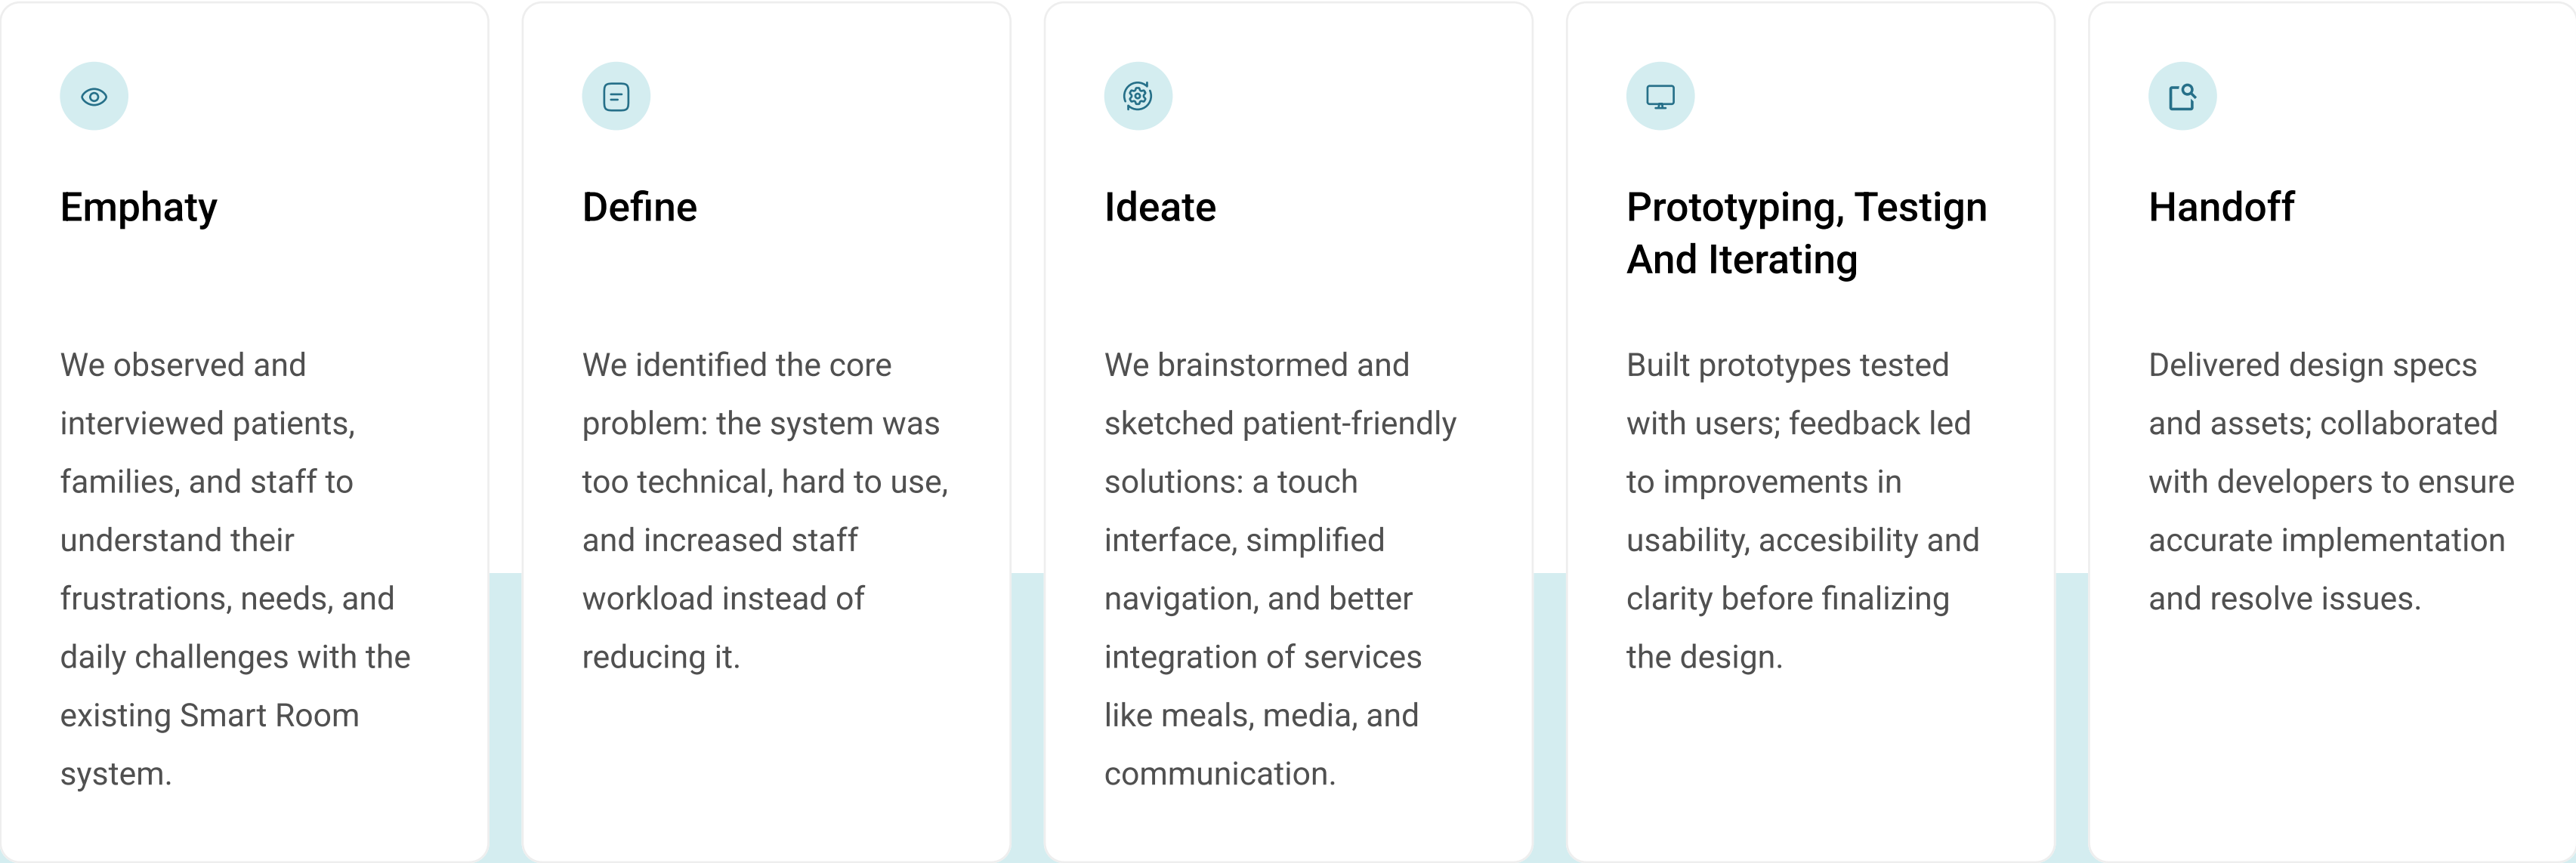 Emphaty
We observed and
interviewed patients,
families, and staff to
understand their
frustrations, needs, and
daily challenges with the
existing Smart Room
system.
Define
We identified the core
problem: the system was
too technical, hard to use,
and increased staff
workload instead of
reducing it.
Ideate
We brainstormed and
sketched patient-friendly
solutions: a touch
interface, simplified
navigation, and better
integration of services
like meals, media, and
communication.
Prototyping, Testign
And Iterating
Built prototypes tested
with users; feedback led
to improvements in
usability, accesibility and
clarity before finalizing
the design.
Handoff
Delivered design specs
and assets; collaborated
with developers to ensure
accurate implementation
and resolve issues.